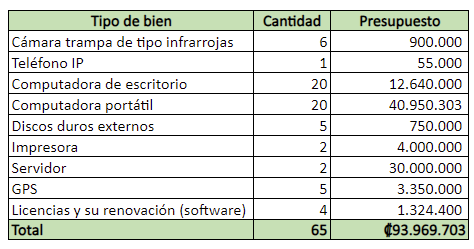 Tipo de bien Cantidad Presupuesto
Cámara trampa de tipo infrarrojas 6 900.000
Teléfono IP 1 55.000
Computadora de escritorio 20 12.640.000
Computadora portátil 20 40.950.303
Discos duros externos 5 750.000
Impresora 2 4.000.000
Servidor 2 30.000.000
GPS 5 3.350.000
Licencias y su renovación (software) 4 1.324.400
Total 65 ₡93.969.703